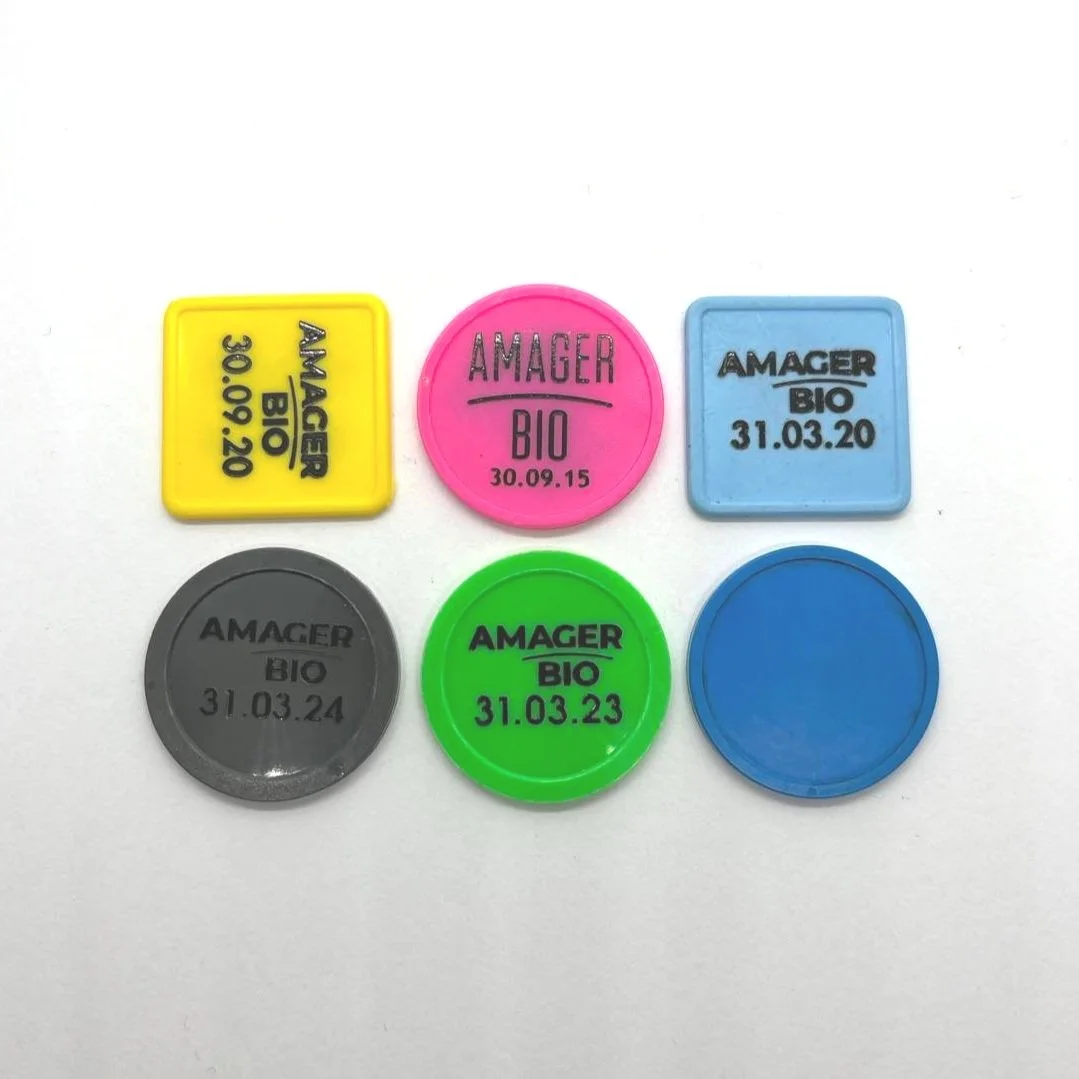 AMAGER
BIO
30.09.20
AMAGER
BIO
30.09.15
AMAGER
BIO
31.03.20
AMAGER
BIO
31.03.24
AMAGER
BIO
31.03.23